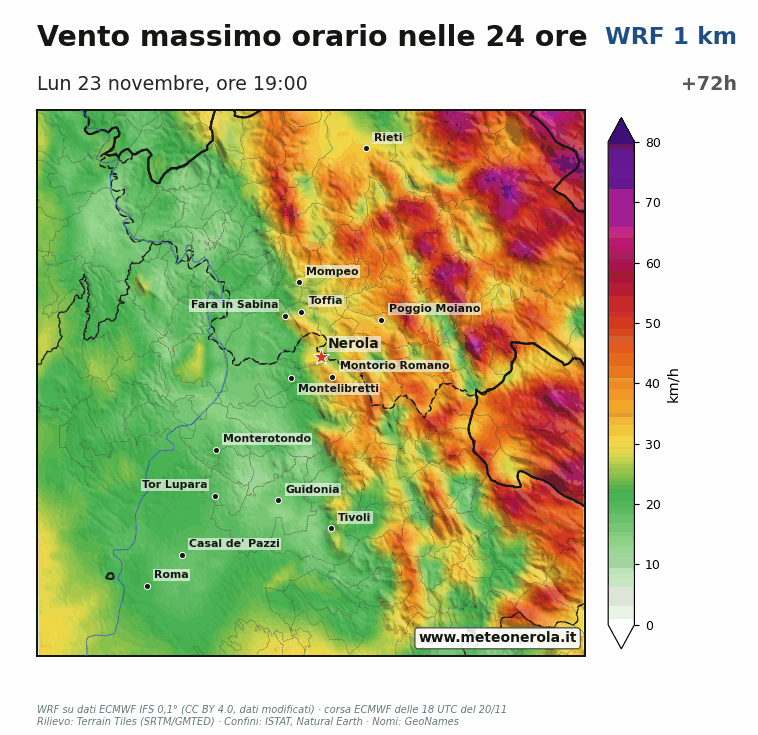 Vento massimo orario nelle 24 ore WRF 1 km
Lun 23 novembre, ore 19:00 +72h
Rieti
Mompeo
Fara in Sabina
Toffia
Poggio Moiano
Nerola
Montorio Romano
Montelibretti
Monterotondo
Tor Lupara
Guidonia
Tivoli
Casal de' Pazzi
Roma
www.meteonerola.it
80
70
60
50
40
30
20
10
0
km/h
WRF su dati ECMWF IFS 0,1° (CC BY 4.0, dati modificati) · corsa ECMWF delle 18 UTC del 20/11
Rilievo: Terrain Tiles (SRTM/GMTED) · Confini: ISTAT, Natural Earth · Nomi: GeoNames